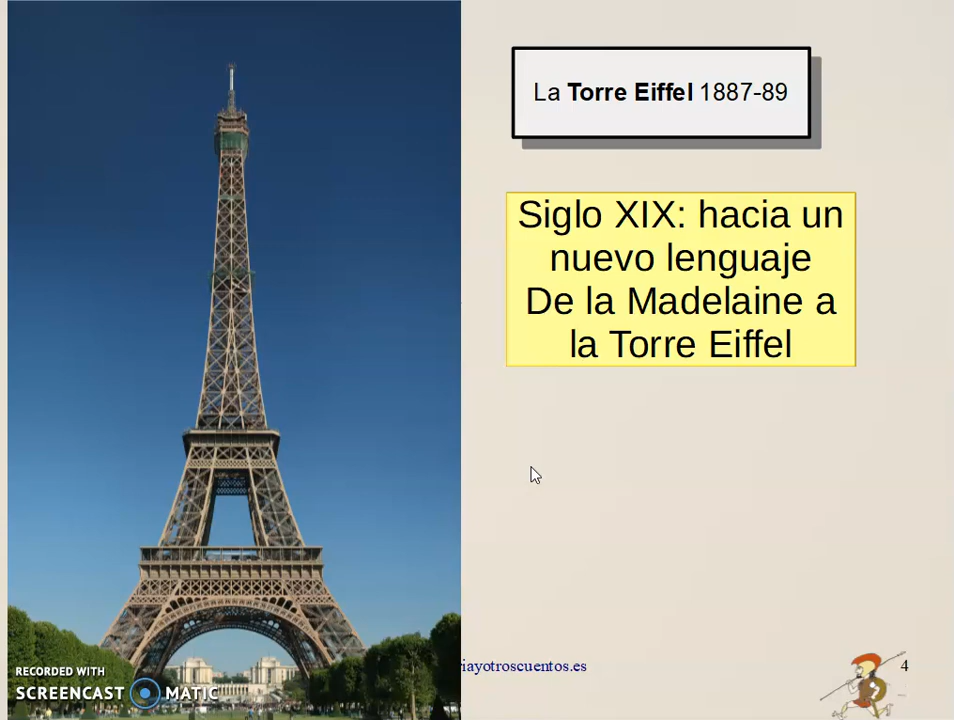 La Torre Eiffel 1887-89
Siglo XIX: hacia un
nuevo lenguaje
De la Madelaine a
la Torre Eiffel
iayotroscuentos.es
4
RECORDED WITH
SCREENCAST MATIC